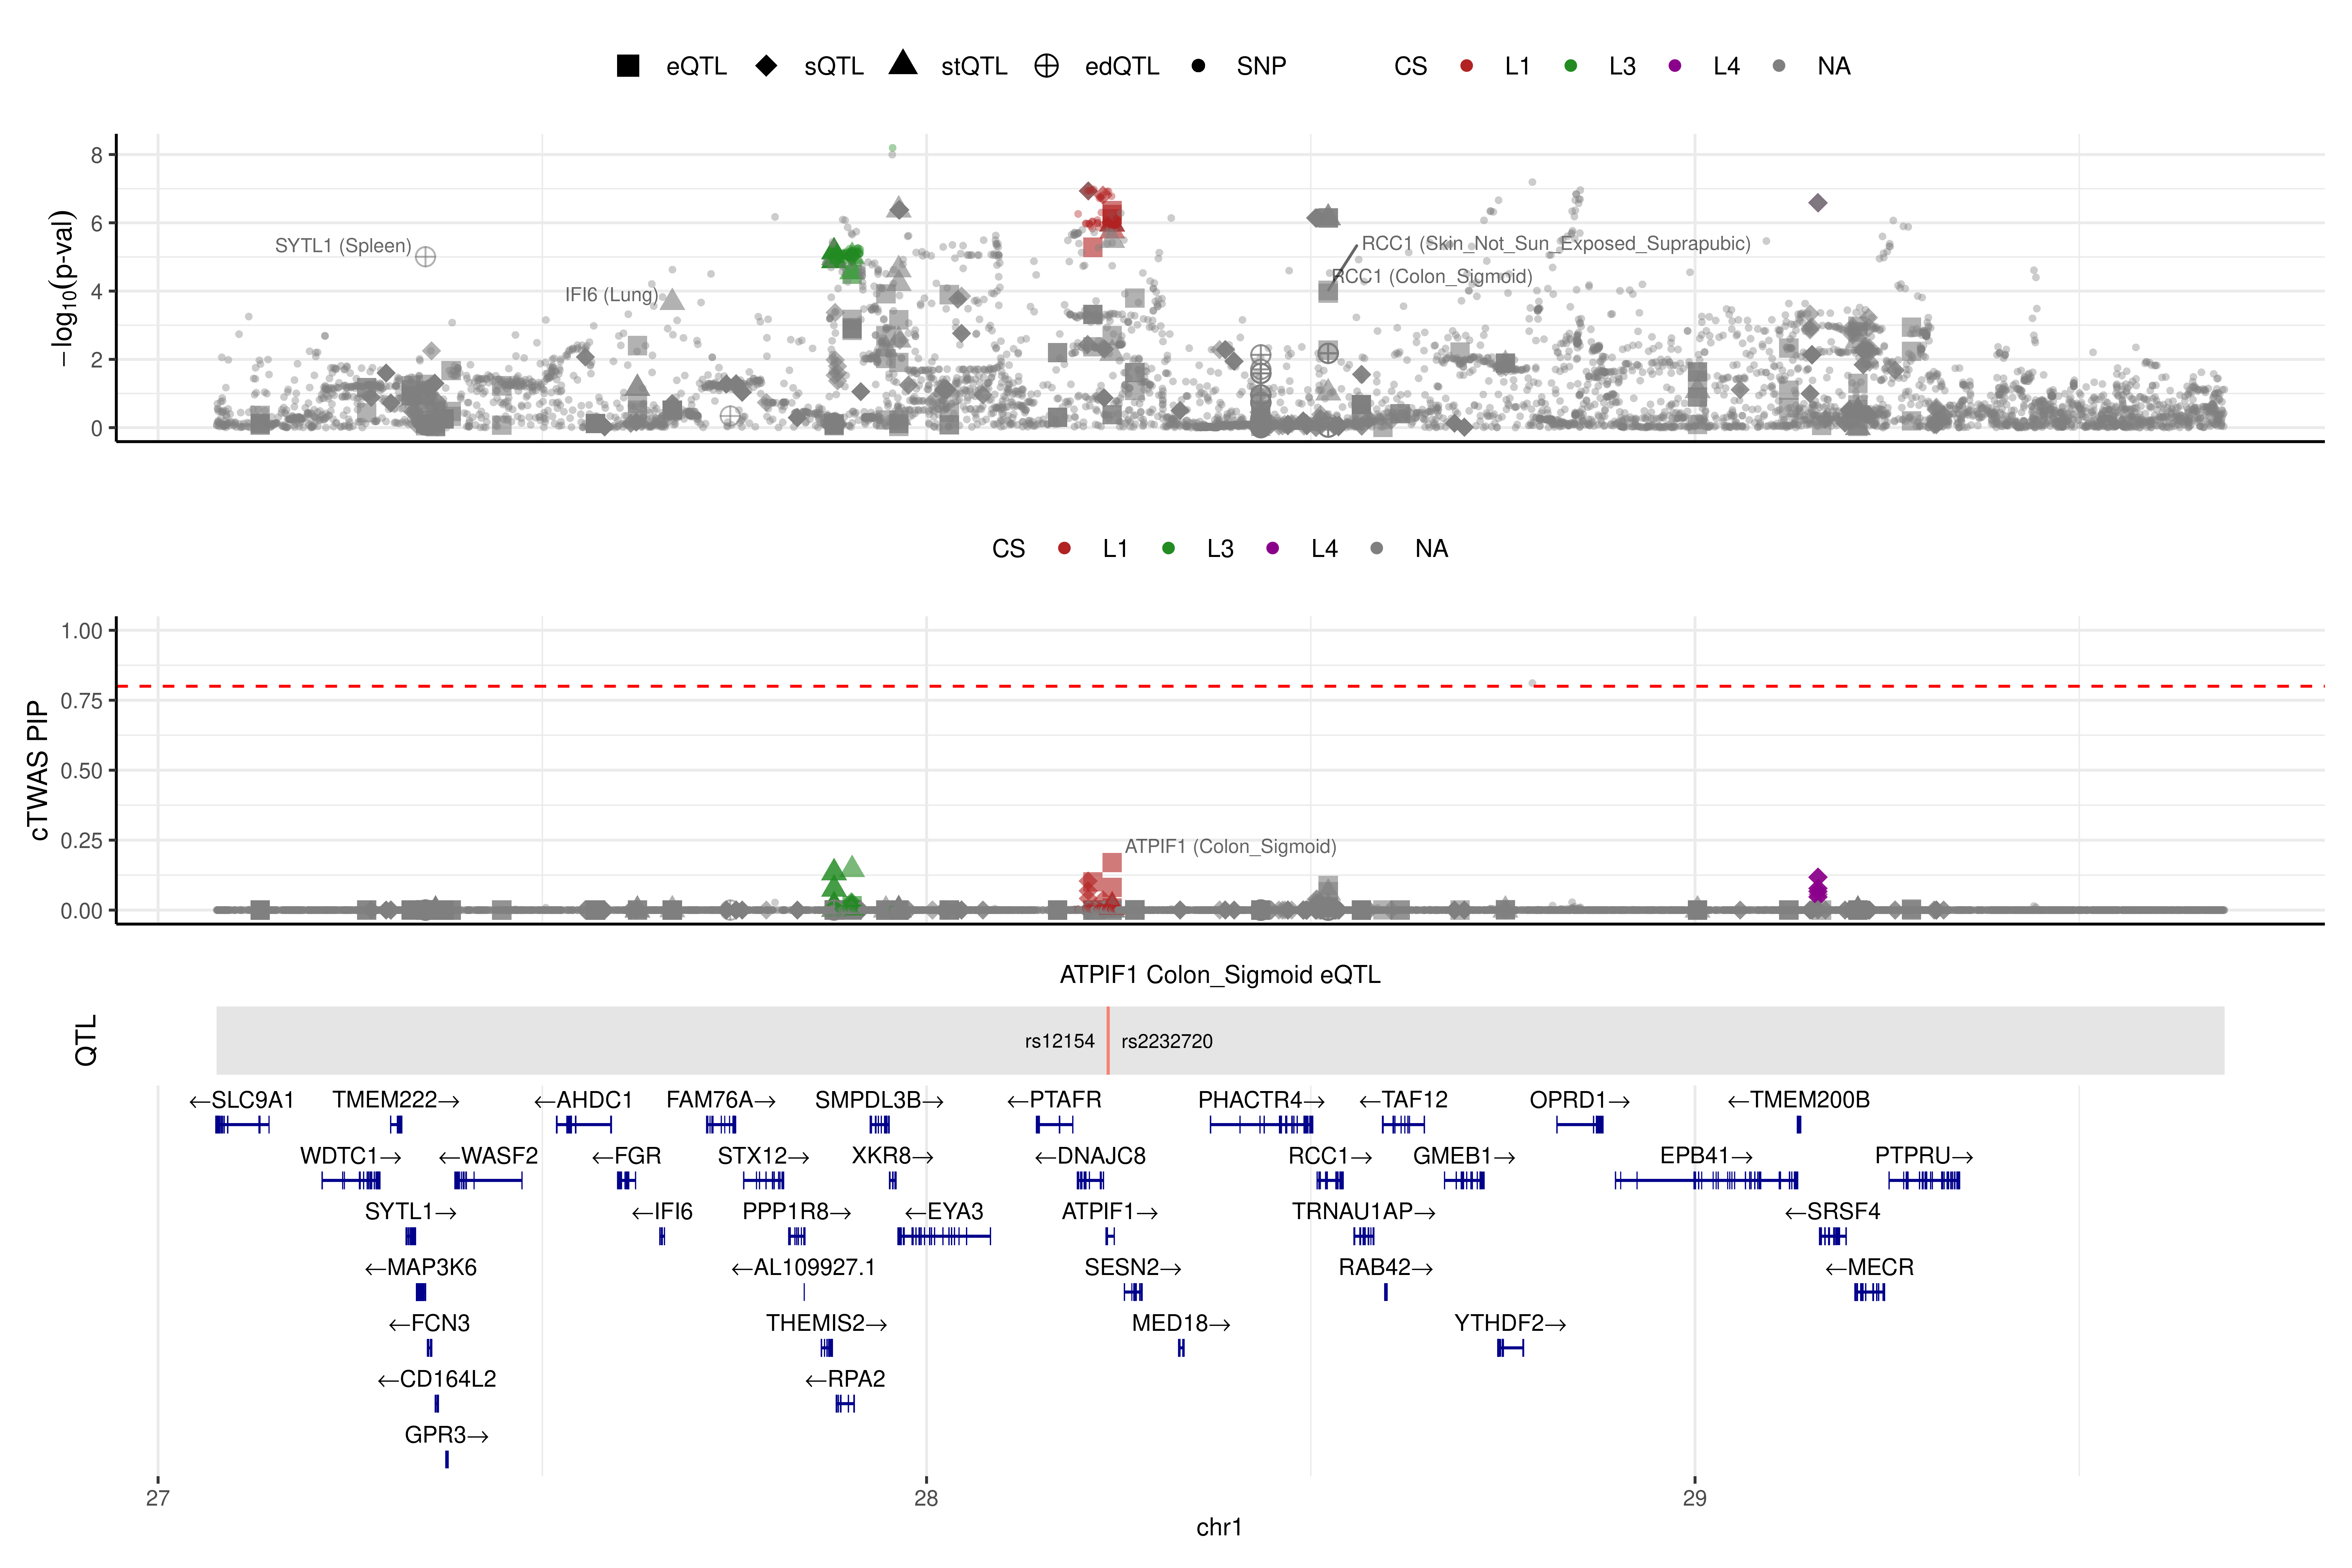 eQTL sQTL stQTL edQTL SNP CS L1 L3 L4 NA
8
6
4
2
0
−log10(p-val)
SYTL1 (Spleen)
IFI6 (Lung)
RCC1 (Skin_Not_Sun_Exposed_Suprapubic)
RCC1 (Colon_Sigmoid)
CS L1 L3 L4 NA
1.00
0.75
0.50
0.25
0.00
cTWAS PIP
ATPIF1 (Colon_Sigmoid)
ATPIF1 Colon_Sigmoid eQTL
QTL
rs12154 rs2232720
←SLC9A1 TMEM222→ ←AHDC1 FAM76A→ SMPDL3B→ ←PTAFR PHACTR4→ ←TAF12 OPRD1→ ←TMEM200B
WDTC1→ ←WASF2 ←FGR STX12→ XKR8→ ←DNAJC8 RCC1→ GMEB1→ EPB41→ PTPRU→
SYTL1→ ←IFI6 PPP1R8→ ←EYA3 ATPIF1→ TRNAU1AP→ ←SRSF4
←MAP3K6 ←AL109927.1 SESN2→ RAB42→ ←MECR
←FCN3 THEMIS2→ MED18→ YTHDF2→
←CD164L2 ←RPA2
GPR3→
27 28 29
chr1